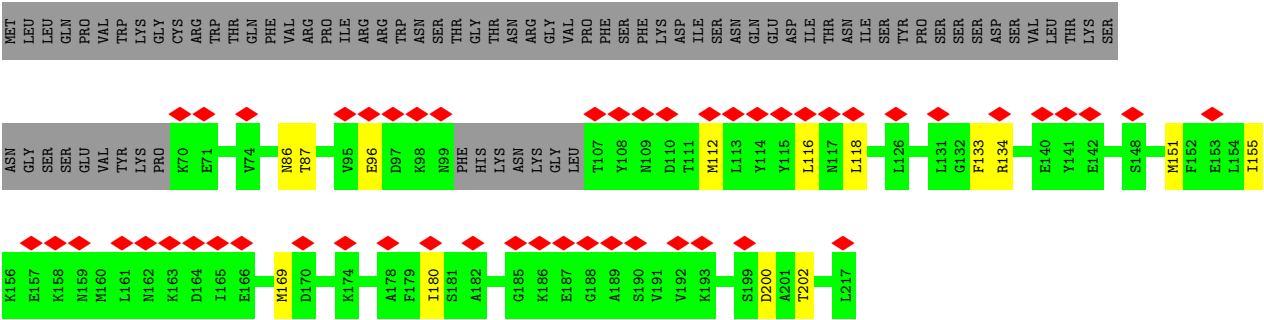 MET LEU LEU GLN PRO VAL TRP LYS GLY CYS ARG TRP THR GLN PHE VAL ARG PRO ILE ARG ARG TRP ASN SER THR GLY THR ASN ARG GLY VAL PRO PHE SER PHE LYS ASP ILE SER ASN GLN GLU ASP ILE THR ASN ILE SER TYR PRO SER SER SER ASP SER VAL LEU THR LYS SER
ASN GLY SER SER GLU VAL TYR LYS PRO K70 E71 V74 N86 T87 V95 E96 D97 K98 N99 PHE HIS LYS ASN LYS GLY LEU T107 Y108 N109 D110 T111 M112 L113 Y114 Y115 L116 N117 L118 L126 L131 G132 F133 R134 E140 Y141 E142 S148 M151 F152 E153 L154 I155
K156 E157 K158 N159 M160 L161 N162 K163 D164 I165 E166 M169 D170 K174 A178 F179 I180 S181 A182 G185 K186 E187 G188 A189 S190 V191 V192 K193 S199 D200 A201 T202 L217